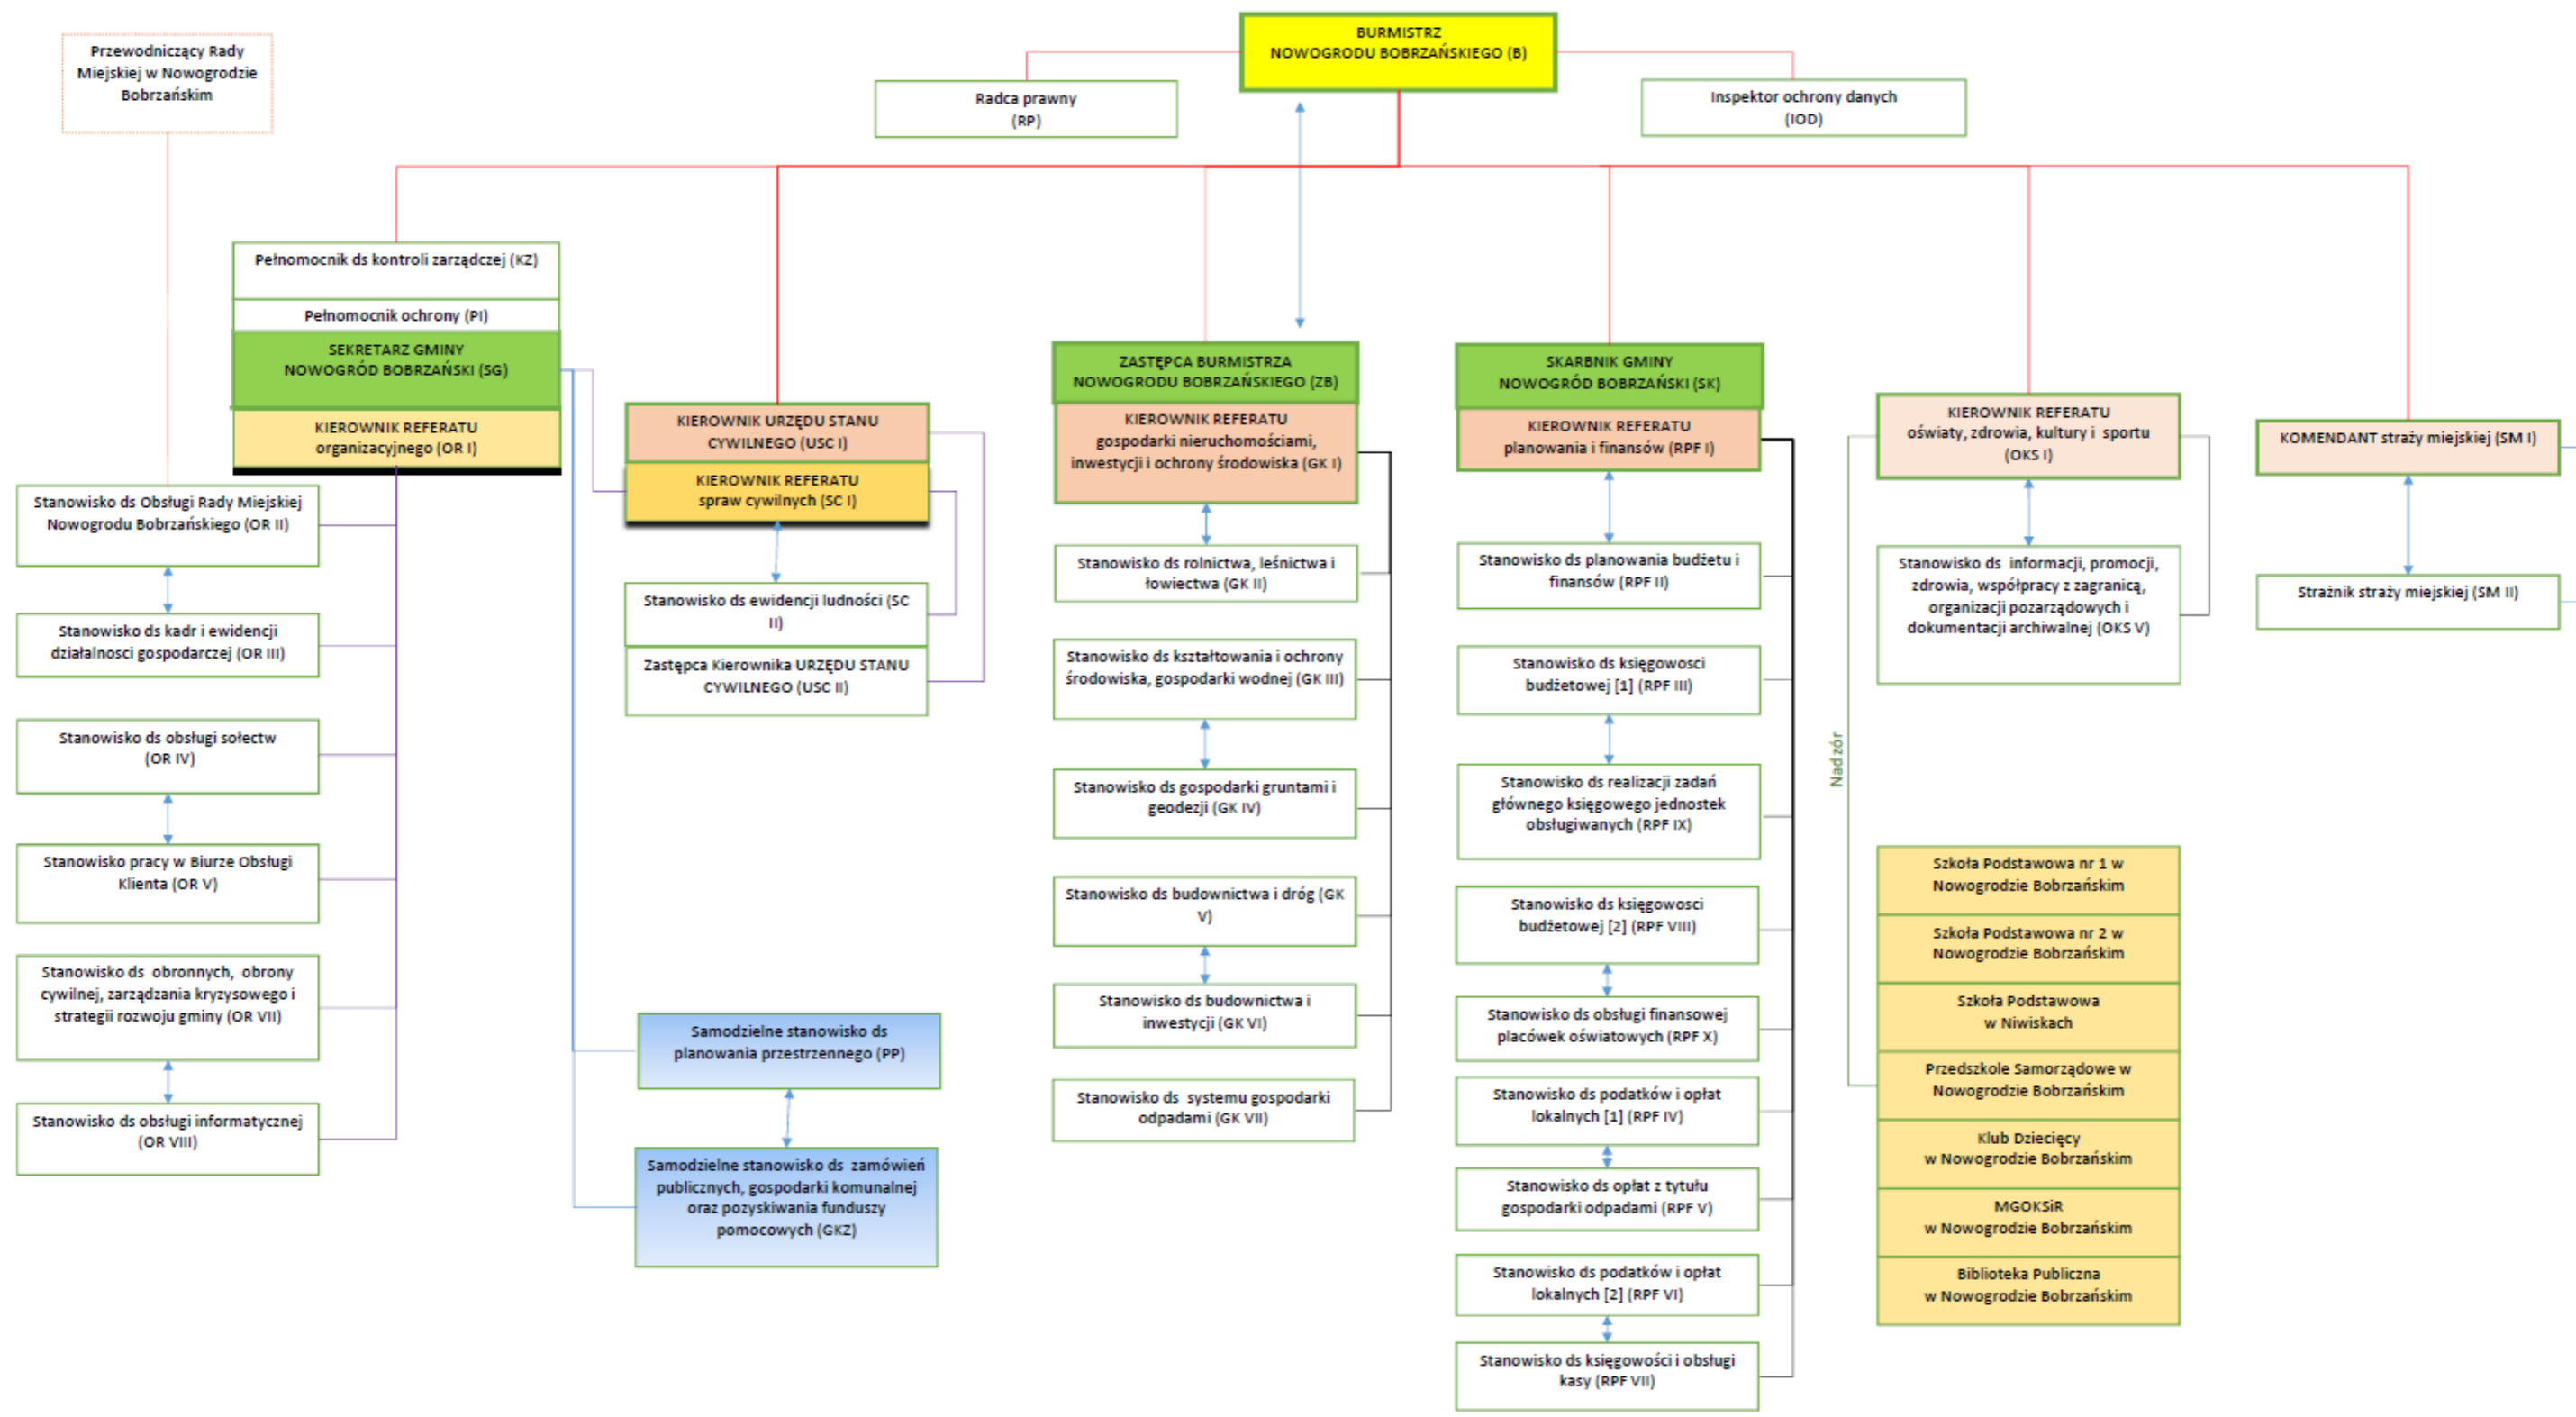 BURMISTRZ
NOWOGRODU BOBRZAŃSKIEGO (B)
Przewodniczący Rady
Miejskiej w Nowogrodzie
Bobrzańskim
Radca prawny
(RP)
Inspektor ochrony danych
(IOD)
Pełnomocnik ds kontroli zarządczej (KZ)
Pełnomocnik ochrony (PI)
SEKRETARZ GMINY
NOWOGRÓD BOBRZAŃSKI (SG)
KIEROWNIK REFERATU
organizacyjnego (OR I)
Stanowisko ds Obsługi Rady Miejskiej
Nowogrodu Bobrzańskiego (OR II)
Stanowisko ds kadr i ewidencji
działalnosci gospodarczej (OR III)
Stanowisko ds obsługi sołectw
(OR IV)
Stanowisko pracy w Biurze Obsługi
Klienta (OR V)
Stanowisko ds obronnych, obrony
cywilnej, zarządzania kryzysowego i
strategii rozwoju gminy (OR VII)
Stanowisko ds obsługi informatycznej
(OR VIII)
KIEROWNIK URZĘDU STANU
CYWILNEGO (USC I)
KIEROWNIK REFERATU
spraw cywilnych (SC I)
Stanowisko ds ewidencji ludności (SC
II)
Zastępca Kierownika URZĘDU STANU
CYWILNEGO (USC II)
Samodzielne stanowisko ds
planowania przestrzennego (PP)
Samodzielne stanowisko ds zamówień
publicznych, gospodarki komunalnej
oraz pozyskiwania funduszy
pomocowych (GKZ)
ZASTĘPCA BURMISTRZA
NOWOGRODU BOBRZAŃSKIEGO (ZB)
KIEROWNIK REFERATU
gospodarki nieruchomościami,
inwestycji i ochrony środowiska (GK I)
Stanowisko ds rolnictwa, leśnictwa i
łowiectwa (GK II)
Stanowisko ds kształtowania i ochrony
środowiska, gospodarki wodnej (GK III)
Stanowisko ds gospodarki gruntami i
geodezji (GK IV)
Stanowisko ds budownictwa i dróg (GK
V)
Stanowisko ds budownictwa i
inwestycji (GK VI)
Stanowisko ds systemu gospodarki
odpadami (GK VII)
SKARBNIK GMINY
NOWOGRÓD BOBRZAŃSKI (SK)
KIEROWNIK REFERATU
planowania i finansów (RPF I)
Stanowisko ds planowania budżetu i
finansów (RPF II)
Stanowisko ds księgowosci
budżetowej [1] (RPF III)
Stanowisko ds realizacji zadań
głównego księgowego jednostek
obsługiwanych (RPF IX)
Stanowisko ds księgowosci
budżetowej [2] (RPF VIII)
Stanowisko ds obsługi finansowej
placówek oświatowych (RPF X)
Stanowisko ds podatków i opłat
lokalnych [1] (RPF IV)
Stanowisko ds opłat z tytułu
gospodarki odpadami (RPF V)
Stanowisko ds podatków i opłat
lokalnych [2] (RPF VI)
Stanowisko ds księgowości i obsługi
kasy (RPF VII)
KIEROWNIK REFERATU
oświaty, zdrowia, kultury i sportu
(OKS I)
Stanowisko ds informacji, promocji,
zdrowia, współpracy z zagranicą,
organizacji pozarządowych i
dokumentacji archiwalnej (OKS V)
Nadzór
Szkoła Podstawowa nr 1 w
Nowogrodzie Bobrzańskim
Szkoła Podstawowa nr 2 w
Nowogrodzie Bobrzańskim
Szkoła Podstawowa
w Niwiskach
Przedszkole Samorządowe w
Nowogrodzie Bobrzańskim
Klub Dziecięcy
w Nowogrodzie Bobrzańskim
MGOKSiR
w Nowogrodzie Bobrzańskim
Biblioteka Publiczna
w Nowogrodzie Bobrzańskim
KOMENDANT straży miejskiej (SM I)
Strażnik straży miejskiej (SM II)